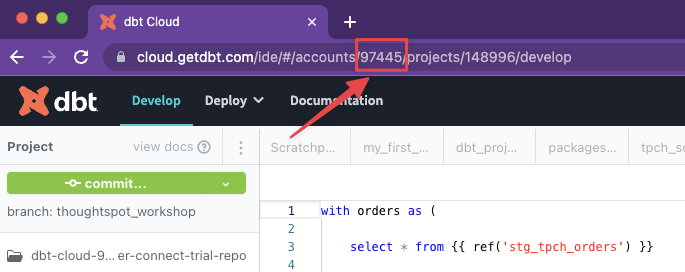 dbt Cloud
cloud.getdbt.com/ide/#/accounts/97445/projects/148996/develop
dbt Develop Deploy Documentation
Project view docs
Scratchp... my_first_... dbt_proj... packages... tpch_sc
commit...
branch: thoughtspot_workshop
dbt-cloud-9... er-connect-trial-repo
1 with orders as (
2
3 select * from {{ ref('stg_tpch_orders') }}
4